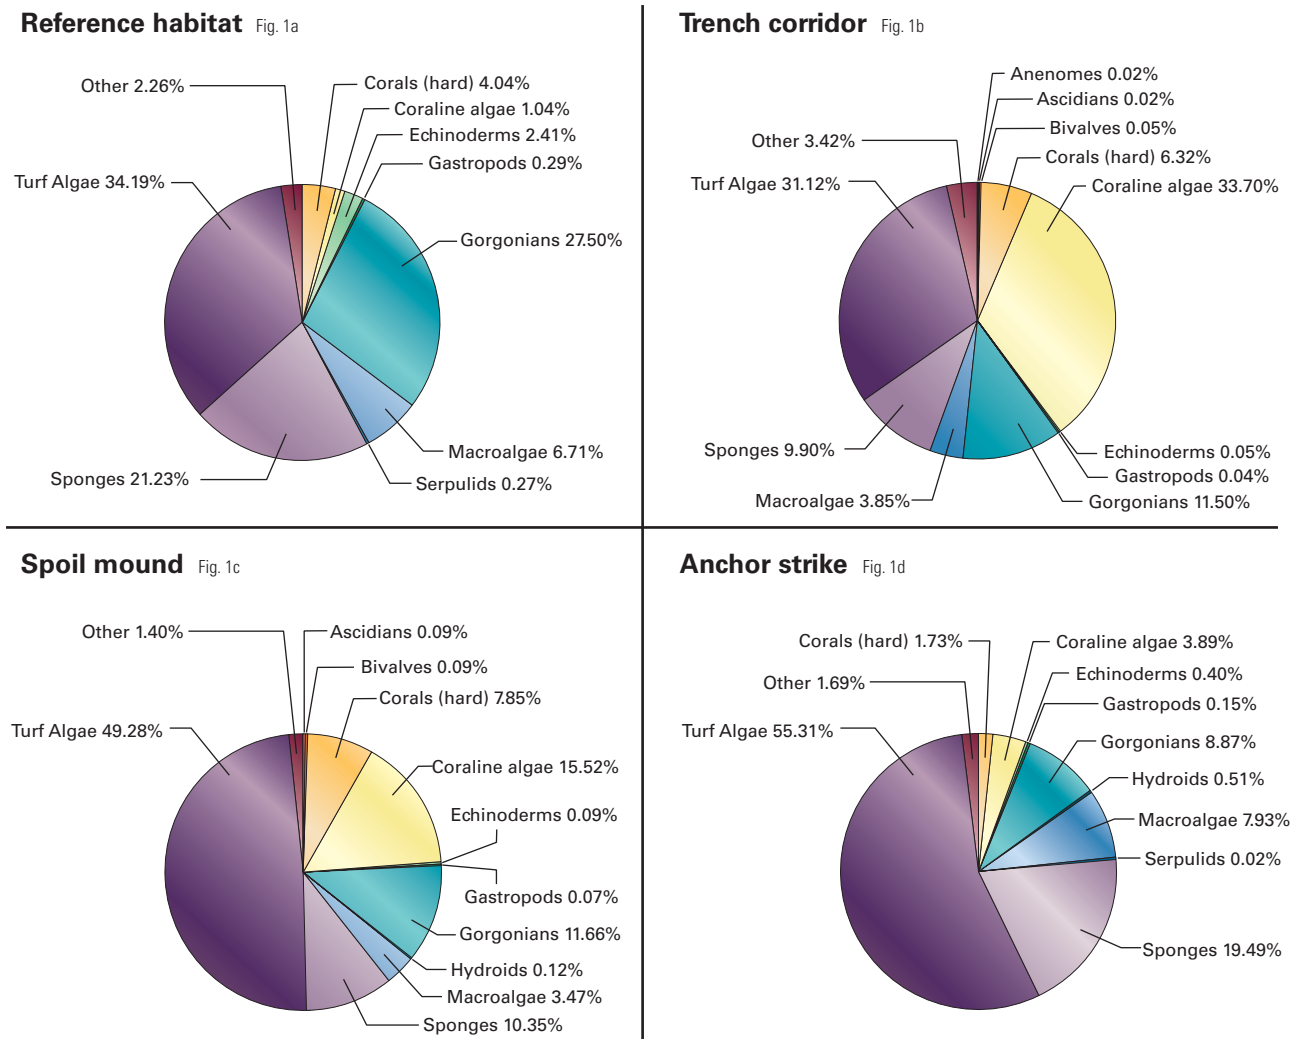 Reference habitat Fig. 1a
Other 2.26%
Corals (hard) 4.04%
Coraline algae 1.04%
Echinoderms 2.41%
Gastropods 0.29%
Turf Algae 34.19%
Gorgonians 27.50%
Macroalgae 6.71%
Sponges 21.23%
Serpulids 0.27%
Trench corridor Fig. 1b
Anenomes 0.02%
Ascidians 0.02%
Bivalves 0.05%
Other 3.42%
Corals (hard) 6.32%
Turf Algae 31.12%
Coraline algae 33.70%
Sponges 9.90%
Echinoderms 0.05%
Gastropods 0.04%
Macroalgae 3.85%
Gorgonians 11.50%
Spoil mound Fig. 1c
Other 1.40%
Ascidians 0.09%
Bivalves 0.09%
Corals (hard) 7.85%
Turf Algae 49.28%
Coraline algae 15.52%
Echinoderms 0.09%
Gastropods 0.07%
Gorgonians 11.66%
Hydroids 0.12%
Macroalgae 3.47%
Sponges 10.35%
Anchor strike Fig. 1d
Corals (hard) 1.73%
Coraline algae 3.89%
Echinoderms 0.40%
Other 1.69%
Gastropods 0.15%
Turf Algae 55.31%
Gorgonians 8.87%
Hydroids 0.51%
Macroalgae 7.93%
Serpulids 0.02%
Sponges 19.49%